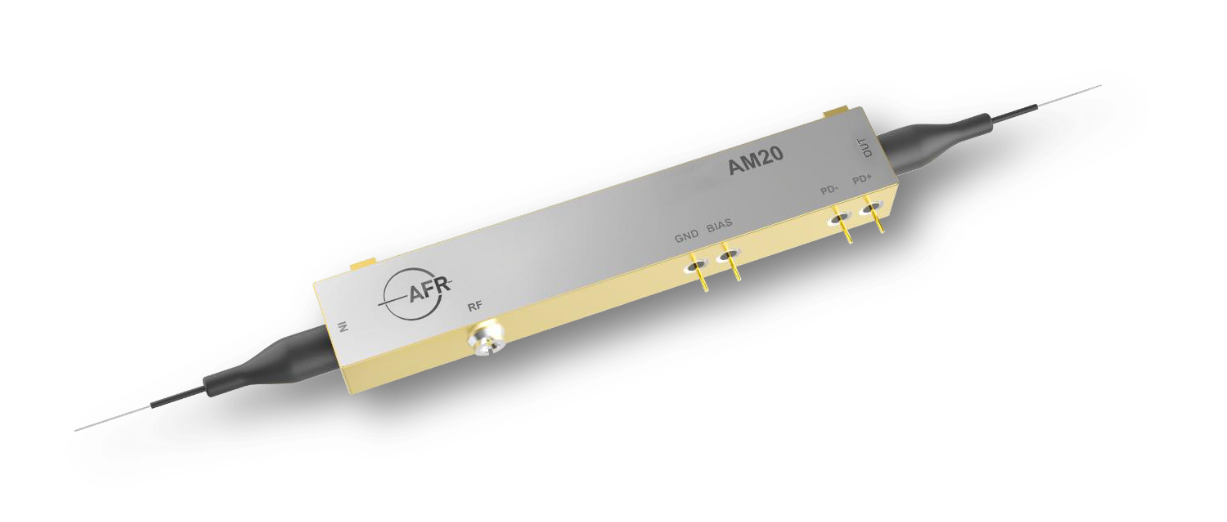 AM20
OUT
PD- PD+
GND BIAS
AFR
RF
IN